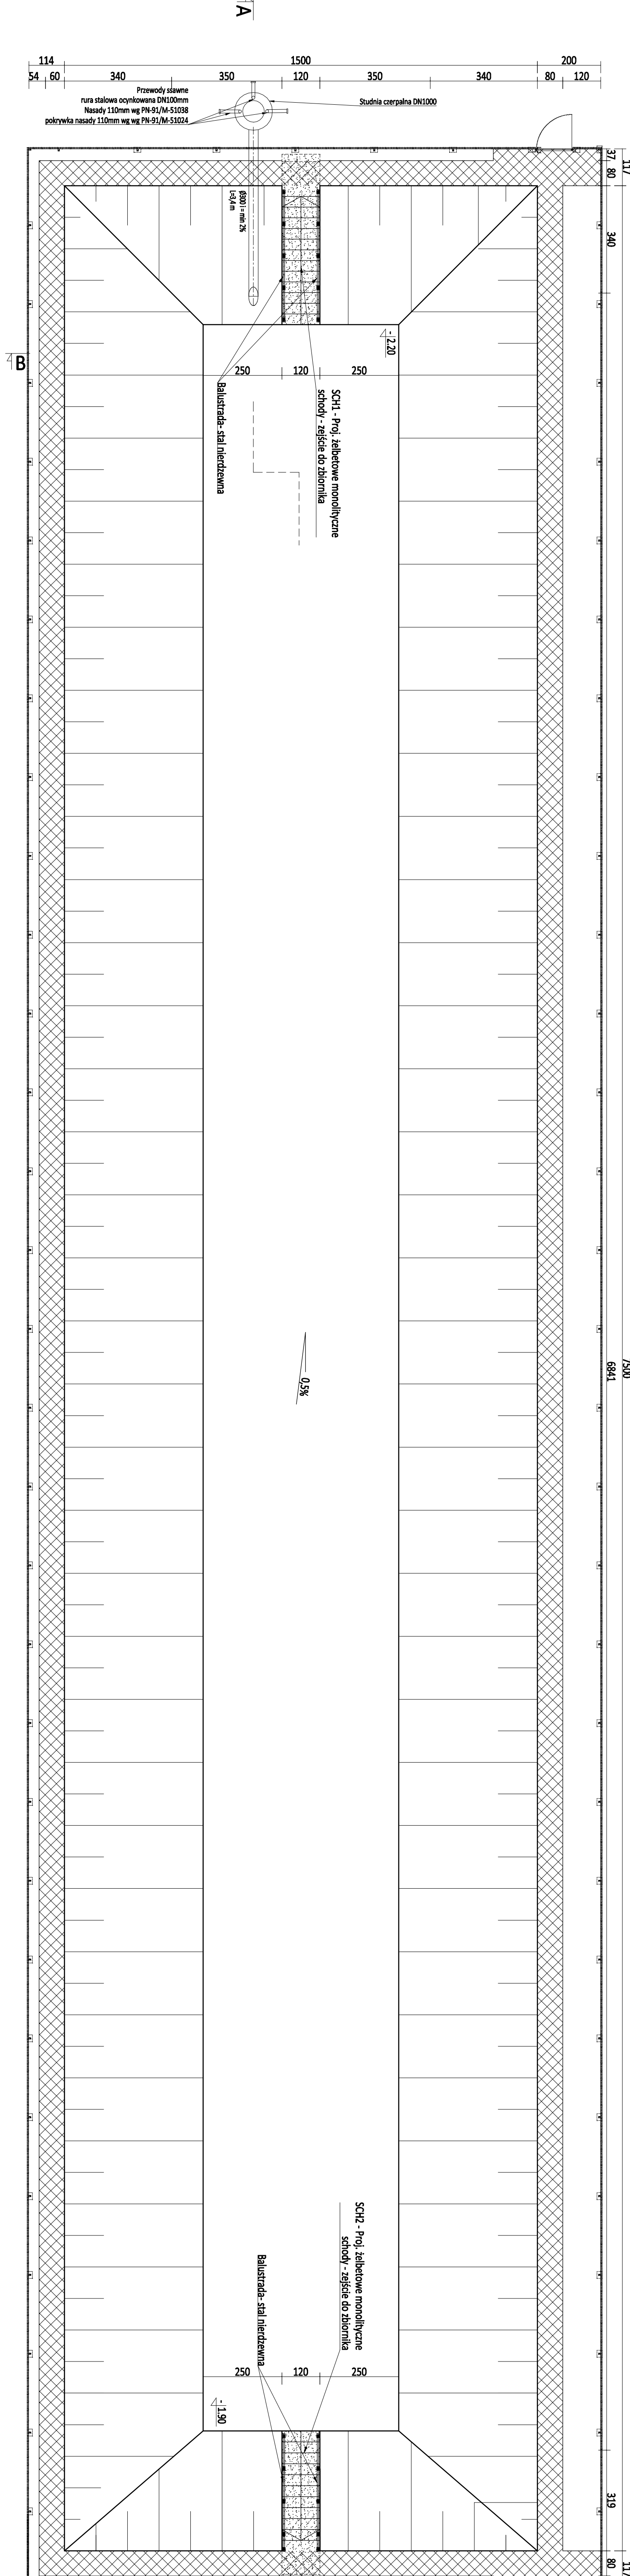 A
114
1500
200
54
60
340
350
120
350
340
80
120
Przewody ssawne
rura stalowa ocynkowana DN100mm
Nasady 110mm wg PN-91/M-51038
pokrywka nasady 110mm wg wg PN-91/M-51024
Studnia czerpalna DN1000
37
80
117
340
Ø300 i = min 2%
L=3,4 m
- 2.20
B
250
120
250
Balustrada- stal nierdzewna
SCH1 - Proj. żelbetowe monolityczne
schody - zejście do zbiornika
7500
6841
0,5%
SCH2 - Proj. żelbetowe monolityczne
schody - zejście do zbiornika
Balustrada- stal nierdzewna
250
120
250
- 1.90
319
80
117